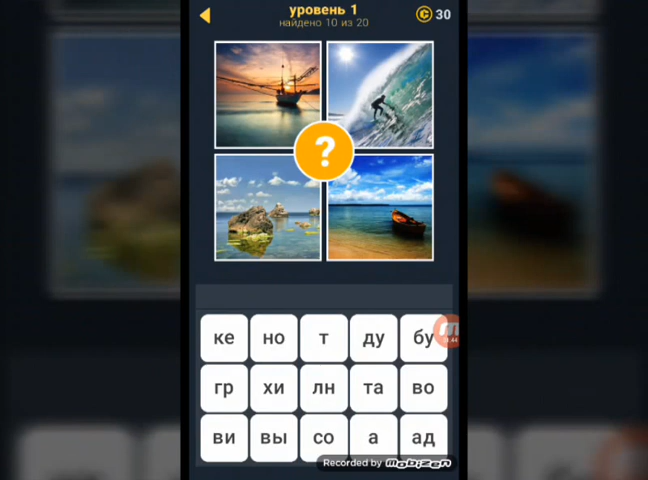 уровень 1
найдено 10 из 20
30
?
ке но т ду бу
гр хи лн та во
ви вы со а ад
Recorded by mobizen